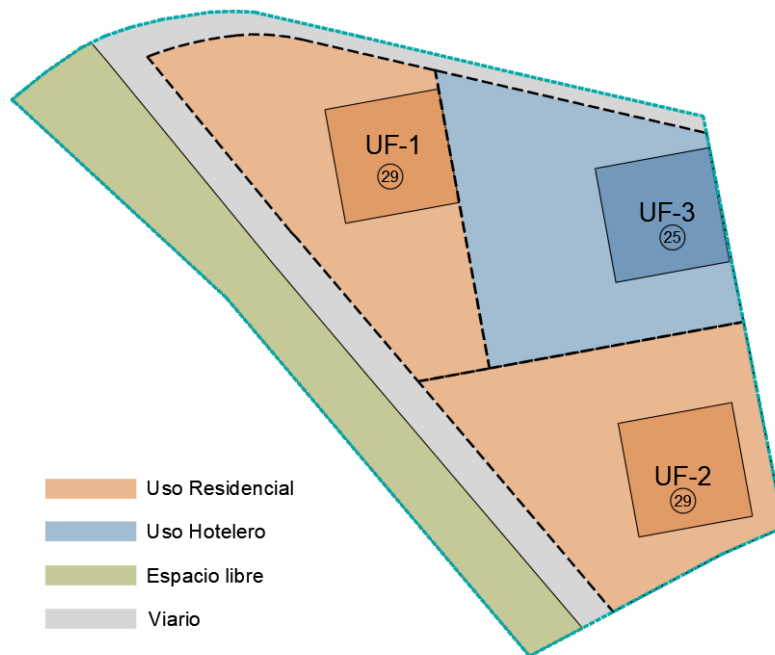 UF-1
29
UF-3
25
UF-2
29
Uso Residencial
Uso Hotelero
Espacio libre
Viario